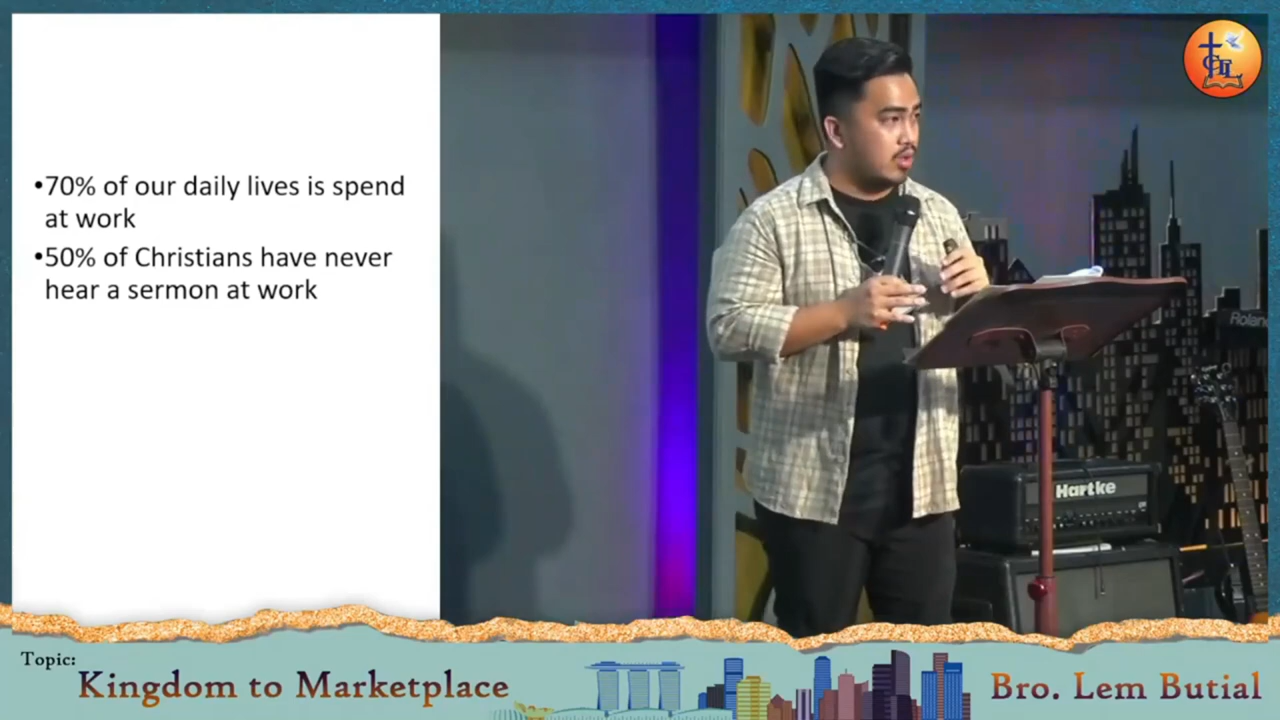 •70% of our daily lives is spend
at work
•50% of Christians have never
hear a sermon at work
Roland
Hartke
Topic:
Kingdom to Marketplace
Bro. Lem Butial